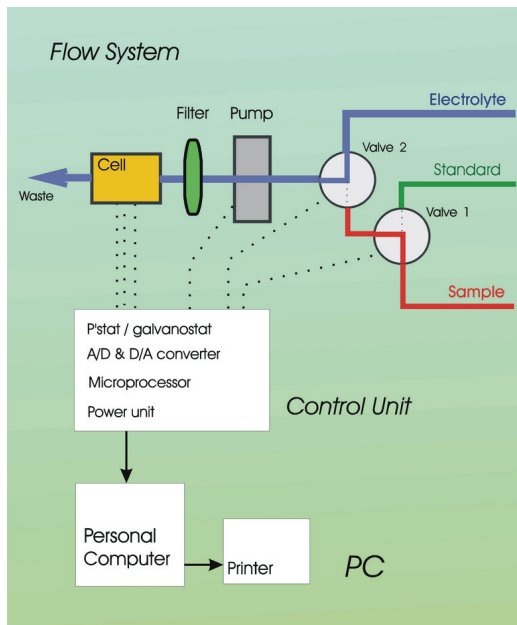 Flow System
Electrolyte
Filter
Pump
Valve 2
Cell
Standard
Waste
Valve 1
Sample
P'stat / galvanostat
A/D & D/A converter
Microprocessor
Power unit
Control Unit
Personal
Computer
Printer
PC